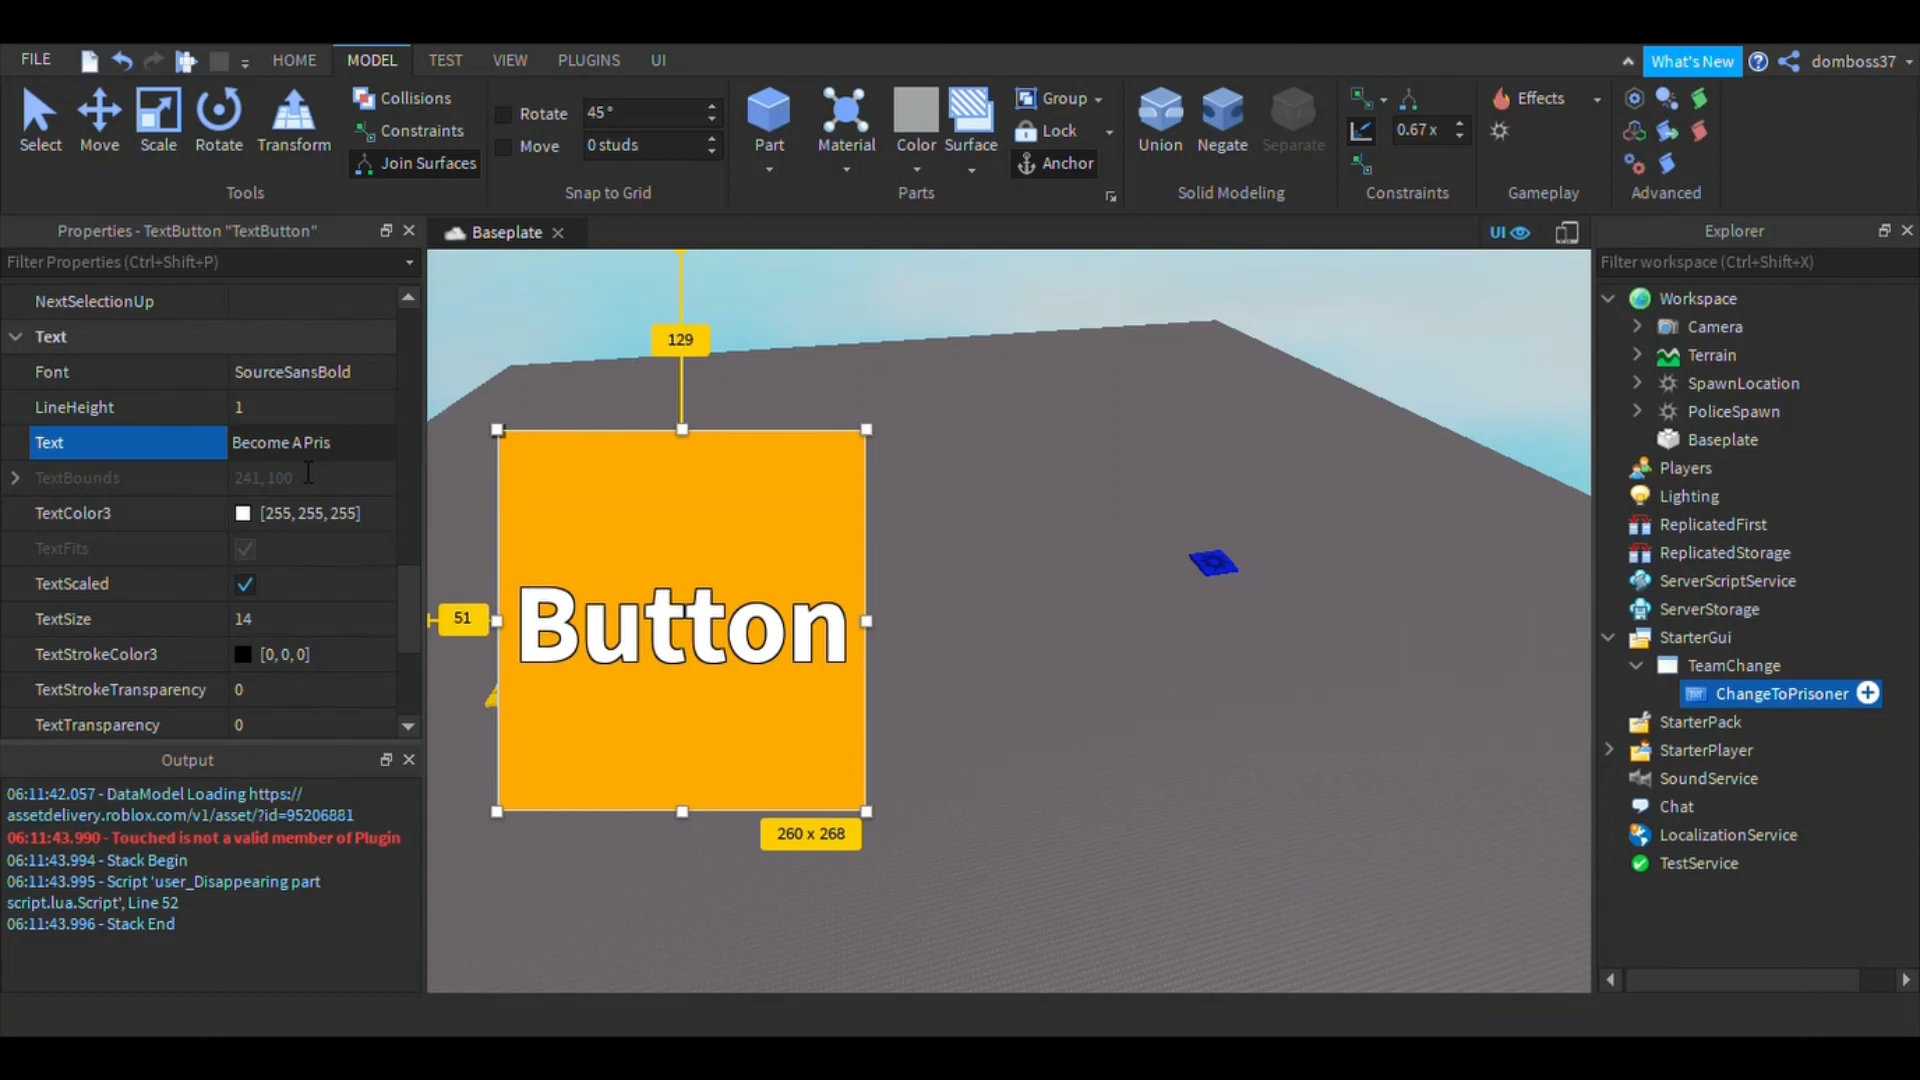 FILE
HOME
MODEL
TEST
VIEW
PLUGINS
UI
What's New
domboss37
Select
Move
Scale
Rotate
Transform
Collisions
Constraints
Join Surfaces
Tools
Rotate
45°
Move
0 studs
Snap to Grid
Part
Material
Color
Surface
Group
Lock
Anchor
Parts
Union
Negate
Separate
Solid Modeling
0.67 x
Constraints
Effects
Gameplay
Advanced
Properties - TextButton "TextButton"
Filter Properties (Ctrl+Shift+P)
NextSelectionUp
Text
Font SourceSansBold
LineHeight 1
Text Become A Pris
TextBounds 241, 100
TextColor3 [255, 255, 255]
TextFits
TextScaled
TextSize 14
TextStrokeColor3 [0, 0, 0]
TextStrokeTransparency 0
TextTransparency 0
Output
06:11:42.057 - DataModel Loading https://
assetdelivery.roblox.com/v1/asset/?id=95206881
06:11:43.990 - Touched is not a valid member of Plugin
06:11:43.994 - Stack Begin
06:11:43.995 - Script 'user_Disappearing part
script.lua.Script', Line 52
06:11:43.996 - Stack End
Baseplate
UI
129
51
Button
260 x 268
Explorer
Filter workspace (Ctrl+Shift+X)
Workspace
Camera
Terrain
SpawnLocation
PoliceSpawn
Baseplate
Players
Lighting
ReplicatedFirst
ReplicatedStorage
ServerScriptService
ServerStorage
StarterGui
TeamChange
ChangeToPrisoner
StarterPack
StarterPlayer
SoundService
Chat
LocalizationService
TestService